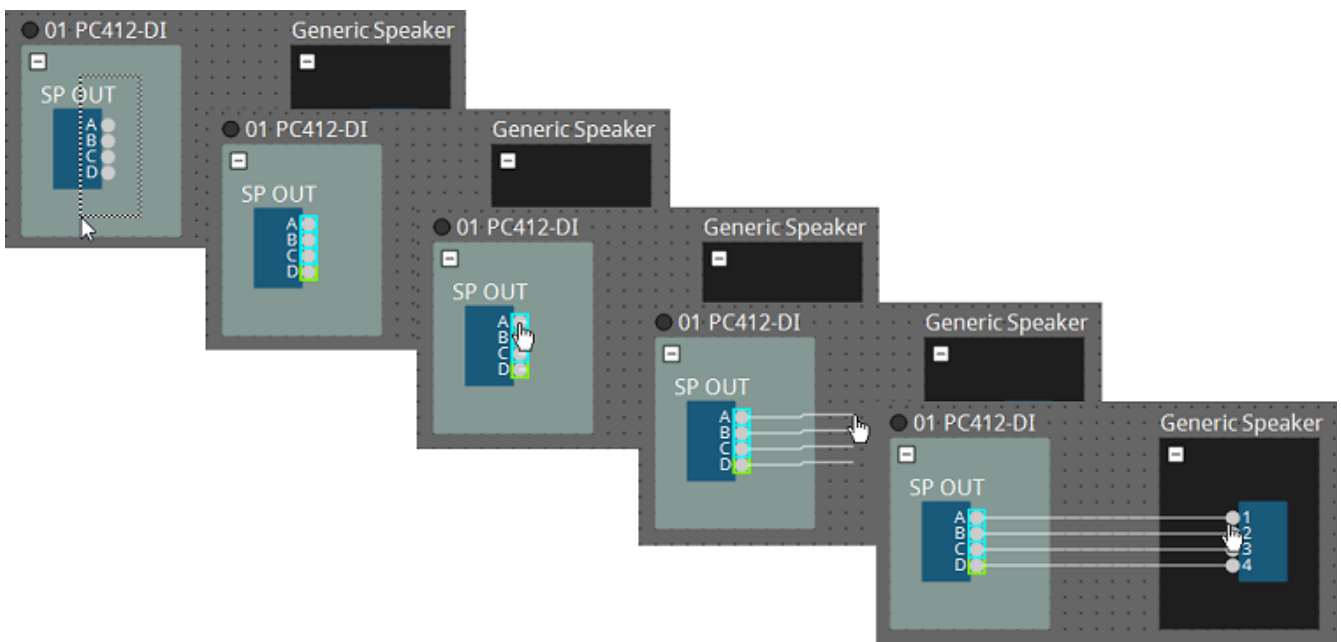 01 PC412-DI
Generic Speaker
SP OUT
A
B
C
D
01 PC412-DI
Generic Speaker
SP OUT
A
B
C
D
01 PC412-DI
Generic Speaker
SP OUT
A
B
C
D
01 PC412-DI
Generic Speaker
SP OUT
A
B
C
D
01 PC412-DI
Generic Speaker
SP OUT
A
B
C
D
1
2
3
4